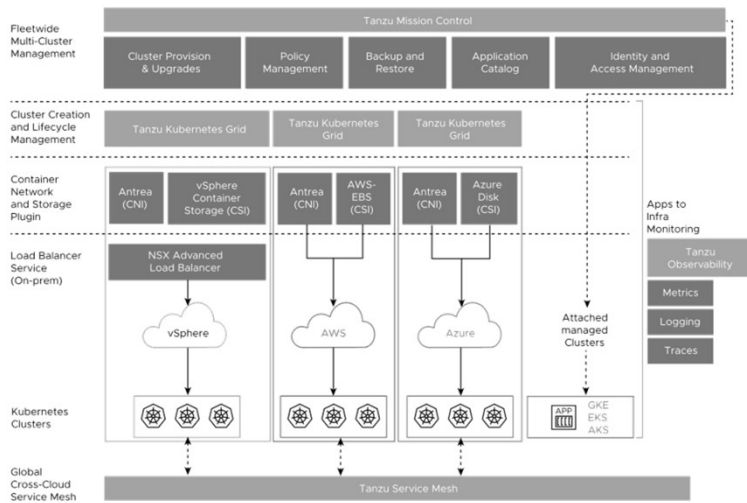 Tanzu Mission Control
Fleetwide
Multi-Cluster
Management
Cluster Provision
& Upgrades
Policy
Management
Backup and
Restore
Application
Catalog
Identity and
Access Management
Cluster Creation
and Lifecycle
Management
Tanzu Kubernetes Grid
Tanzu Kubernetes
Grid
Tanzu Kubernetes
Grid
Container
Network
and Storage
Plugin
Antrea
(CNI)
vSphere
Container
Storage (CSI)
Antrea
(CNI)
AWS-
EBS
(CSI)
Antrea
(CNI)
Azure
Disk
(CSI)
Apps to
Infra
Monitoring
Load Balancer
Service
(On-prem)
NSX Advanced
Load Balancer
Tanzu
Observability
Metrics
Logging
Traces
vSphere
AWS
Azure
Attached
managed
Clusters
Kubernetes
Clusters
APP
GKE
EKS
AKS
Global
Cross-Cloud
Service Mesh
Tanzu Service Mesh